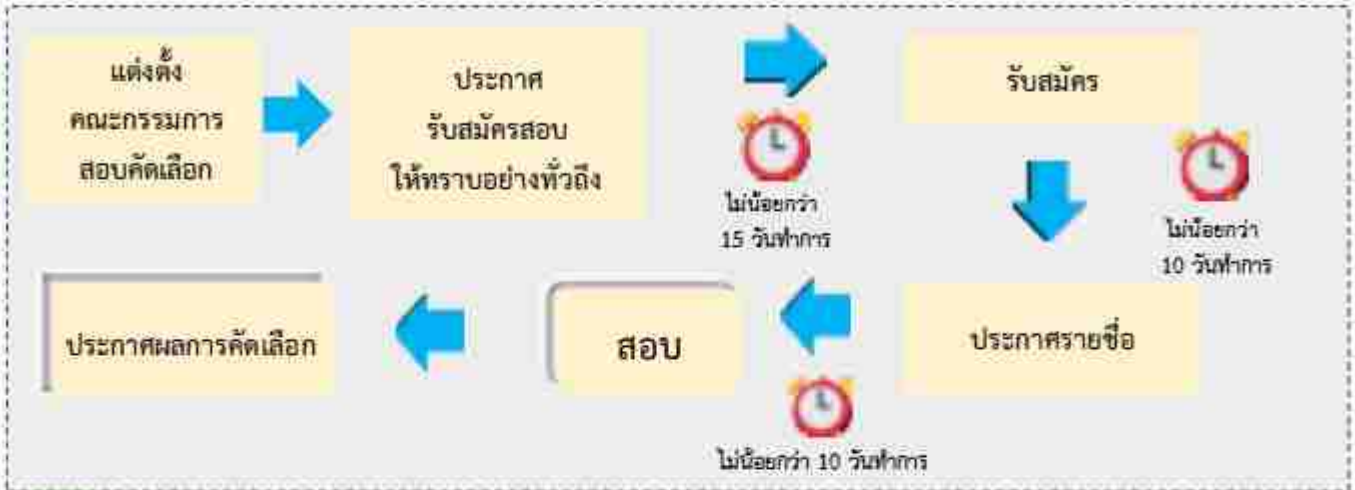 แต่งตั้ง
คณะกรรมการ
สอบคัดเลือก
ประกาศ
รับสมัครสอบ
ให้ทราบอย่างทั่วถึง
ไม่น้อยกว่า
15 วันทำการ
รับสมัคร
ไม่น้อยกว่า
10 วันทำการ
ประกาศรายชื่อ
ไม่น้อยกว่า 10 วันทำการ
สอบ
ประกาศผลการคัดเลือก